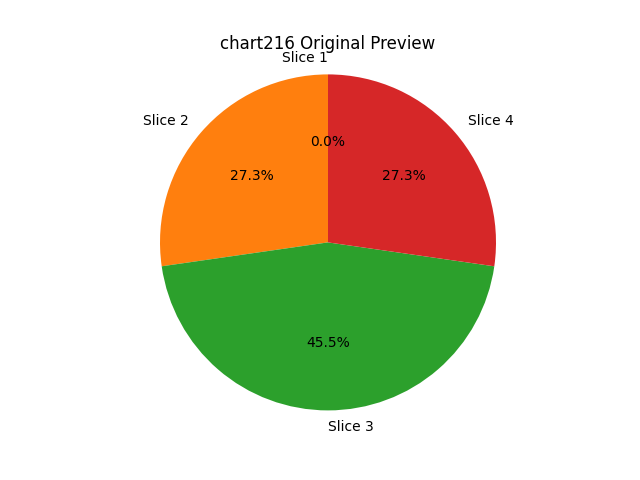 chart216 Original Preview
Slice 1
Slice 2
Slice 4
0.0%
27.3%
27.3%
45.5%
Slice 3